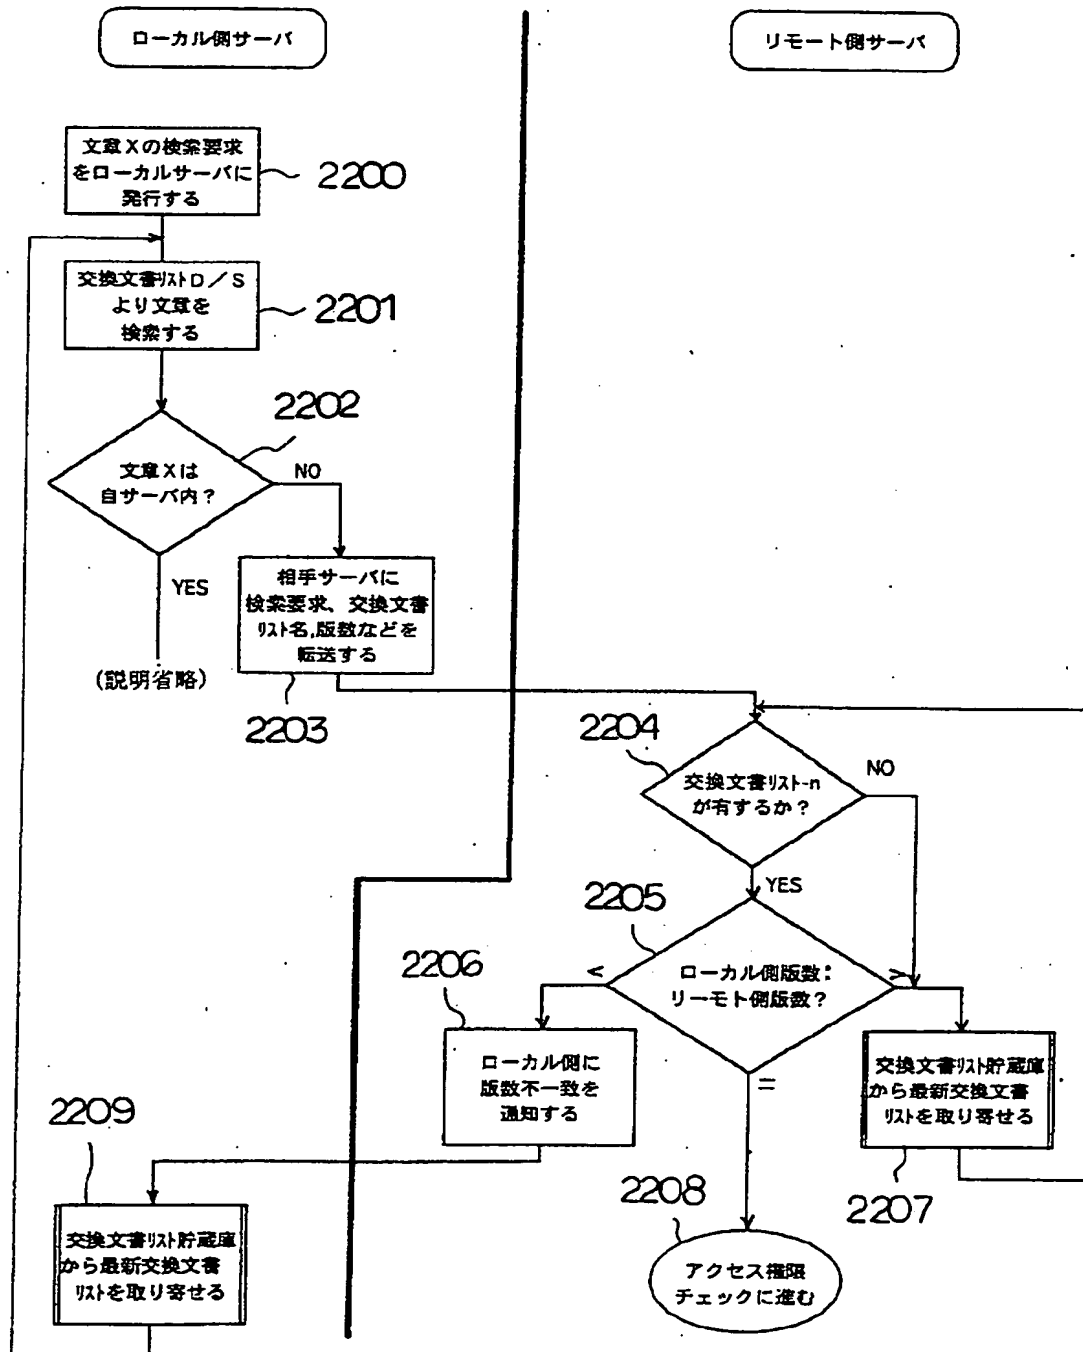 ローカル側サーバ
リモート側サーバ
文章Xの検索要求
をローカルサーバに
発行する
2200
交換文書リストD/S
より文章を
検索する
2201
2202
文章Xは
自サーバ内?
NO
YES
(説明省略)
相手サーバに
検索要求、交換文書
リスト名,版数などを
転送する
2203
2204
交換文書リスト-n
が有するか?
NO
YES
2205
ローカル側版数:
リーモト側版数?
<
>
=
2206
ローカル側に
版数不一致を
通知する
交換文書リスト貯蔵庫
から最新交換文書
リストを取り寄せる
2207
2208
アクセス権限
チェックに進む
2209
交換文書リスト貯蔵庫
から最新交換文書
リストを取り寄せる